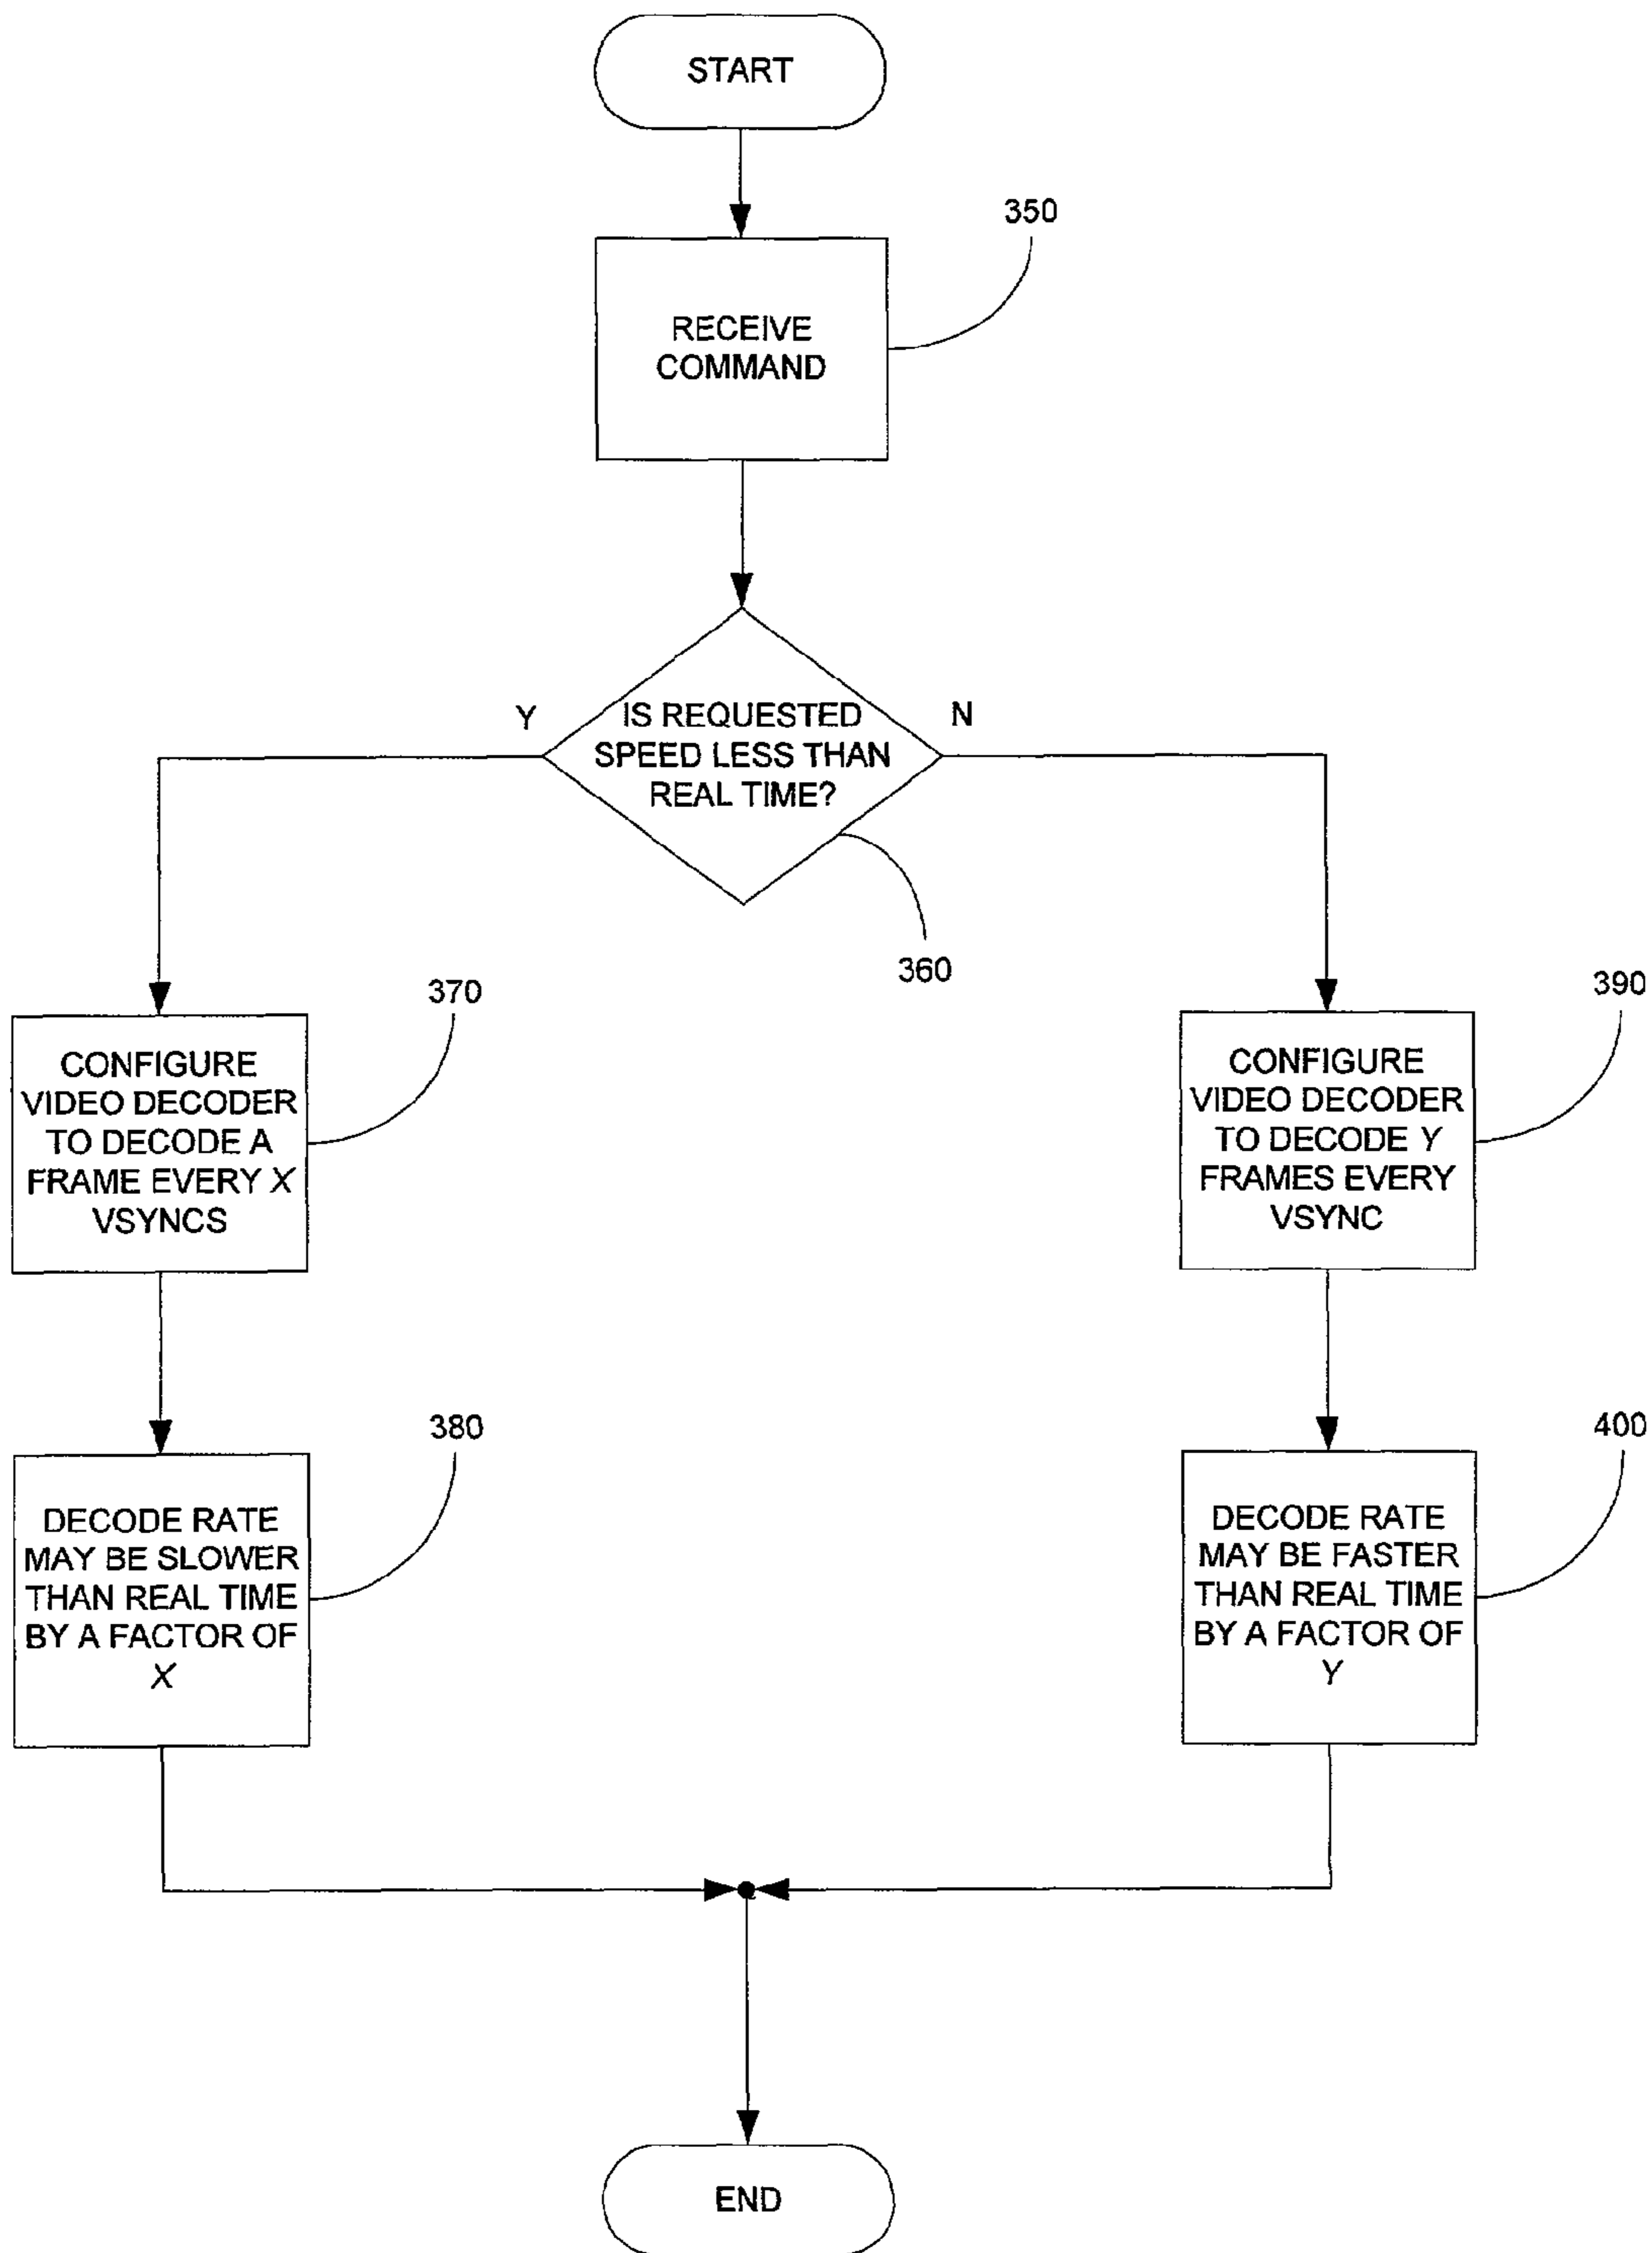 START
350
RECEIVE
COMMAND
Y
IS REQUESTED
SPEED LESS THAN
REAL TIME?
N
360
370
CONFIGURE
VIDEO DECODER
TO DECODE A
FRAME EVERY X
VSYNCS
390
CONFIGURE
VIDEO DECODER
TO DECODE Y
FRAMES EVERY
VSYNC
380
DECODE RATE
MAY BE SLOWER
THAN REAL TIME
BY A FACTOR OF
X
400
DECODE RATE
MAY BE FASTER
THAN REAL TIME
BY A FACTOR OF
Y
END